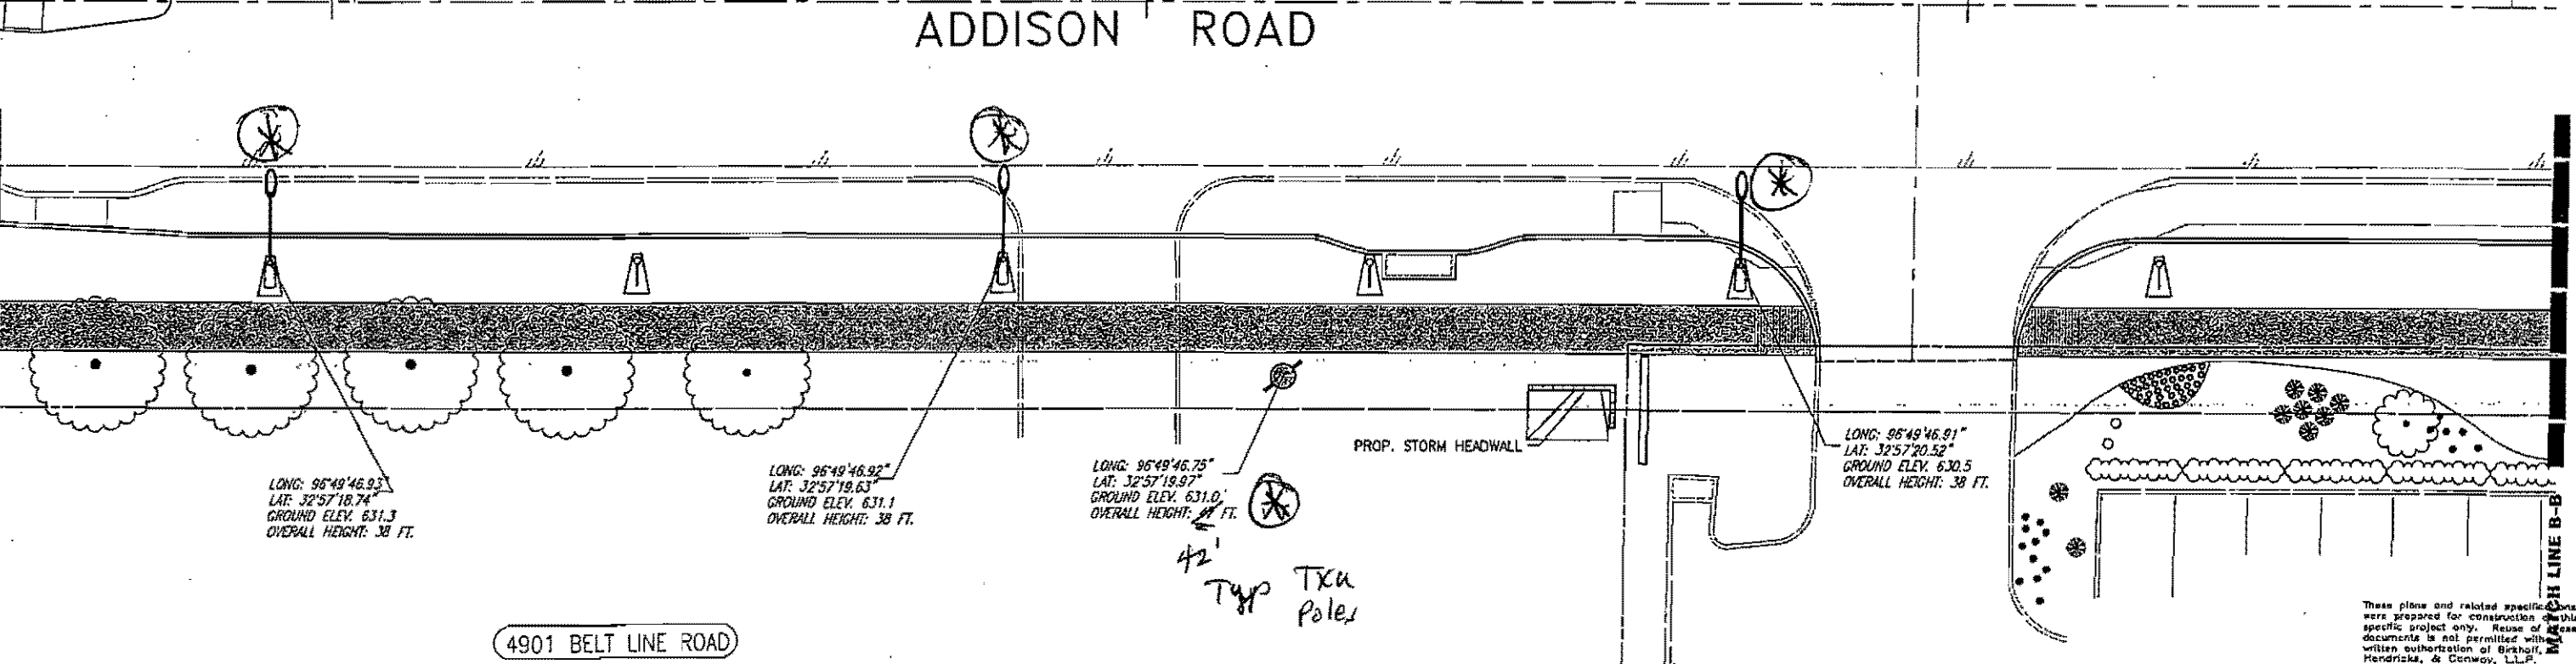 ADDISON ROAD
LONG: 96°49'46.93"
LAT: 32°57'18.74"
GROUND ELEV. 631.3
OVERALL HEIGHT: 38 FT.
LONG: 96°49'46.92"
LAT: 32°57'19.63"
GROUND ELEV. 631.1
OVERALL HEIGHT: 38 FT.
LONG: 96°49'46.75"
LAT: 32°57'19.97"
GROUND ELEV. 631.0
OVERALL HEIGHT: FT.
42'
Typ TXU
Poles
PROP. STORM HEADWALL
LONG: 96°49'46.91"
LAT: 32°57'20.52"
GROUND ELEV. 630.5
OVERALL HEIGHT: 38 FT.
4901 BELT LINE ROAD
MATCH LINE B-B
These plans and related specifications
were prepared for construction of this
specific project only. Reuse of these
documents is not permitted without
written authorization of Birkhoff,
Hendricks, & Conway, L.L.P.